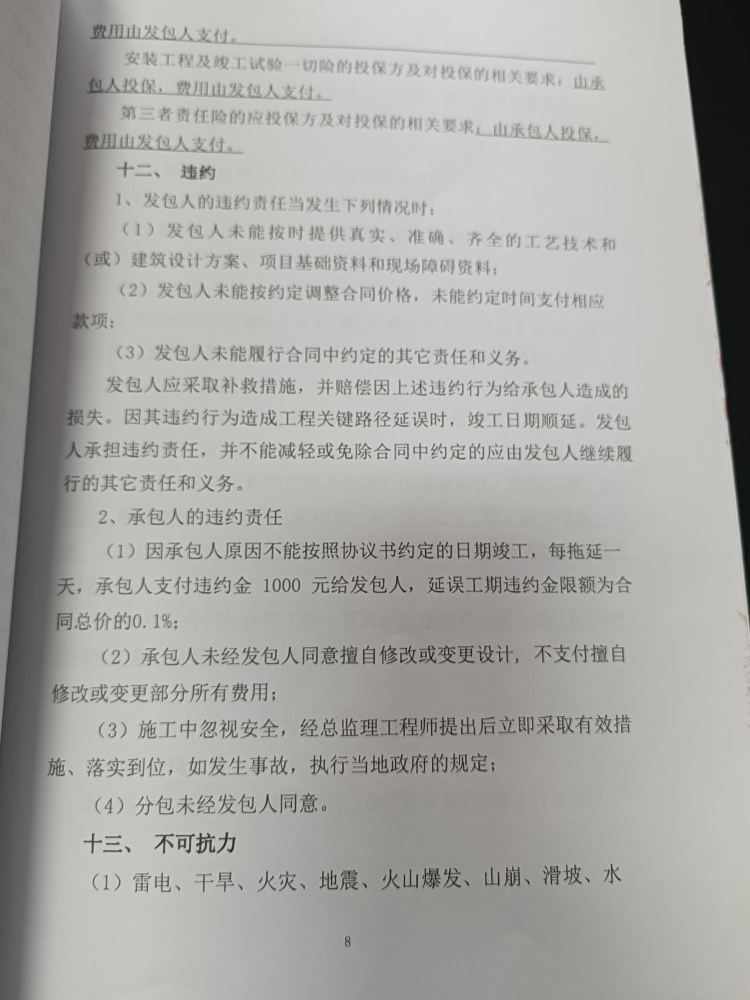 费用由发包人支付。
安装工程及竣工试验一切险的投保方及对投保的相关要求：由承
包人投保，费用由发包人支付。
第三者责任险的应投保方及对投保的相关要求：由承包人投保，
费用由发包人支付。
十二、 违约
1、发包人的违约责任当发生下列情况时：
（1）发包人未能按时提供真实、准确、齐全的工艺技术和
（或）建筑设计方案、项目基础资料和现场障碍资料；
（2）发包人未能按约定调整合同价格，未能约定时间支付相应
款项；
（3）发包人未能履行合同中约定的其它责任和义务。
发包人应采取补救措施，并赔偿因上述违约行为给承包人造成的
损失。因其违约行为造成工程关键路径延误时，竣工日期顺延。发包
人承担违约责任，并不能减轻或免除合同中约定的应由发包人继续履
行的其它责任和义务。
2、承包人的违约责任
（1）因承包人原因不能按照协议书约定的日期竣工，每拖延一
天，承包人支付违约金 1000 元给发包人，延误工期违约金限额为合
同总价的0.1%；
（2）承包人未经发包人同意擅自修改或变更设计，不支付擅自
修改或变更部分所有费用；
（3）施工中忽视安全，经总监理工程师提出后立即采取有效措
施、落实到位，如发生事故，执行当地政府的规定；
（4）分包未经发包人同意。
十三、 不可抗力
（1）雷电、干旱、火灾、地震、火山爆发、山崩、滑坡、水
8